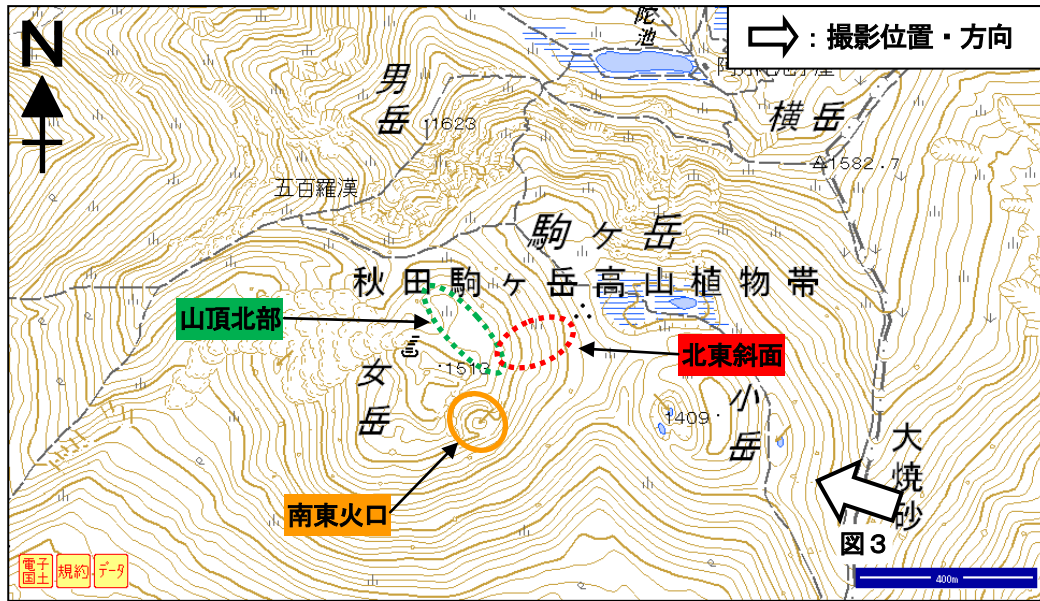 N
：撮影位置・方向
陀
池
男
岳
1623
横岳
1582.7
五百羅漢
駒ヶ岳
秋田駒ヶ岳高山植物帯
山頂北部
北東斜面
女
岳
1513
小
岳
1409
大
焼
砂
南東火口
図３
電子
国土
規約
データ
400m